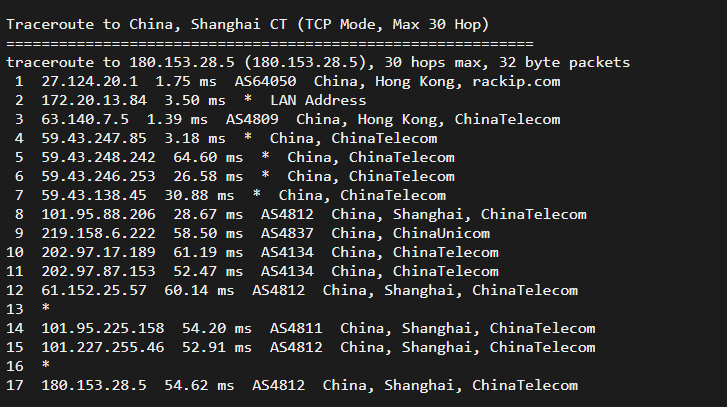 Traceroute to China, Shanghai CT (TCP Mode, Max 30 Hop)
============================================================
traceroute to 180.153.28.5 (180.153.28.5), 30 hops max, 32 byte packets
 1  27.124.20.1  1.75 ms  AS64050  China, Hong Kong, rackip.com
 2  172.20.13.84  3.50 ms  *  LAN Address
 3  63.140.7.5  1.39 ms  AS4809  China, Hong Kong, ChinaTelecom
 4  59.43.247.85  3.18 ms  *  China, ChinaTelecom
 5  59.43.248.242  64.60 ms  *  China, ChinaTelecom
 6  59.43.246.253  26.58 ms  *  China, ChinaTelecom
 7  59.43.138.45  30.88 ms  *  China, ChinaTelecom
 8  101.95.88.206  28.67 ms  AS4812  China, Shanghai, ChinaTelecom
 9  219.158.6.222  58.50 ms  AS4837  China, ChinaUnicom
10  202.97.17.189  61.19 ms  AS4134  China, ChinaTelecom
11  202.97.87.153  52.47 ms  AS4134  China, ChinaTelecom
12  61.152.25.57  60.14 ms  AS4812  China, Shanghai, ChinaTelecom
13  *
14  101.95.225.158  54.20 ms  AS4811  China, Shanghai, ChinaTelecom
15  101.227.255.46  52.91 ms  AS4812  China, Shanghai, ChinaTelecom
16  *
17  180.153.28.5  54.62 ms  AS4812  China, Shanghai, ChinaTelecom